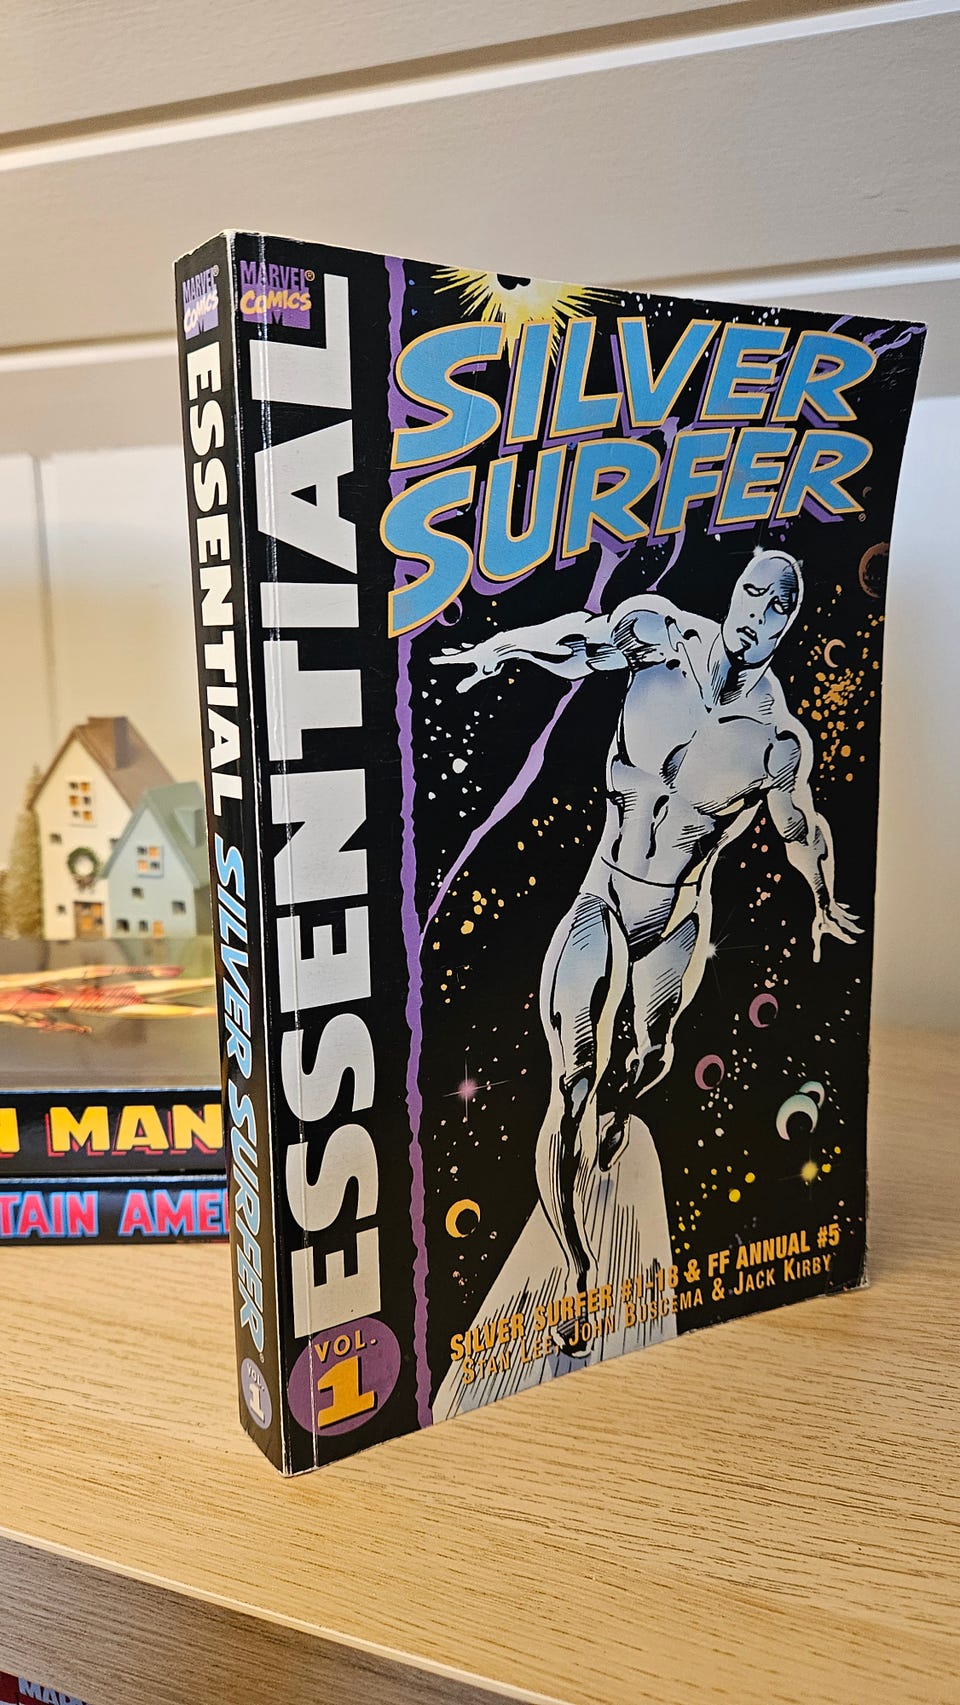 MARVEL®
COMICS
ESSENTIAL
SILVER SURFER®
VOL.
1
MARVEL®
COMICS
ESSENTIAL
VOL.
1
SILVER
SURFER®
SILVER SURFER #1-18 & FF ANNUAL #5
STAN LEE, JOHN BUSCEMA & JACK KIRBY
MAN
TAIN AME